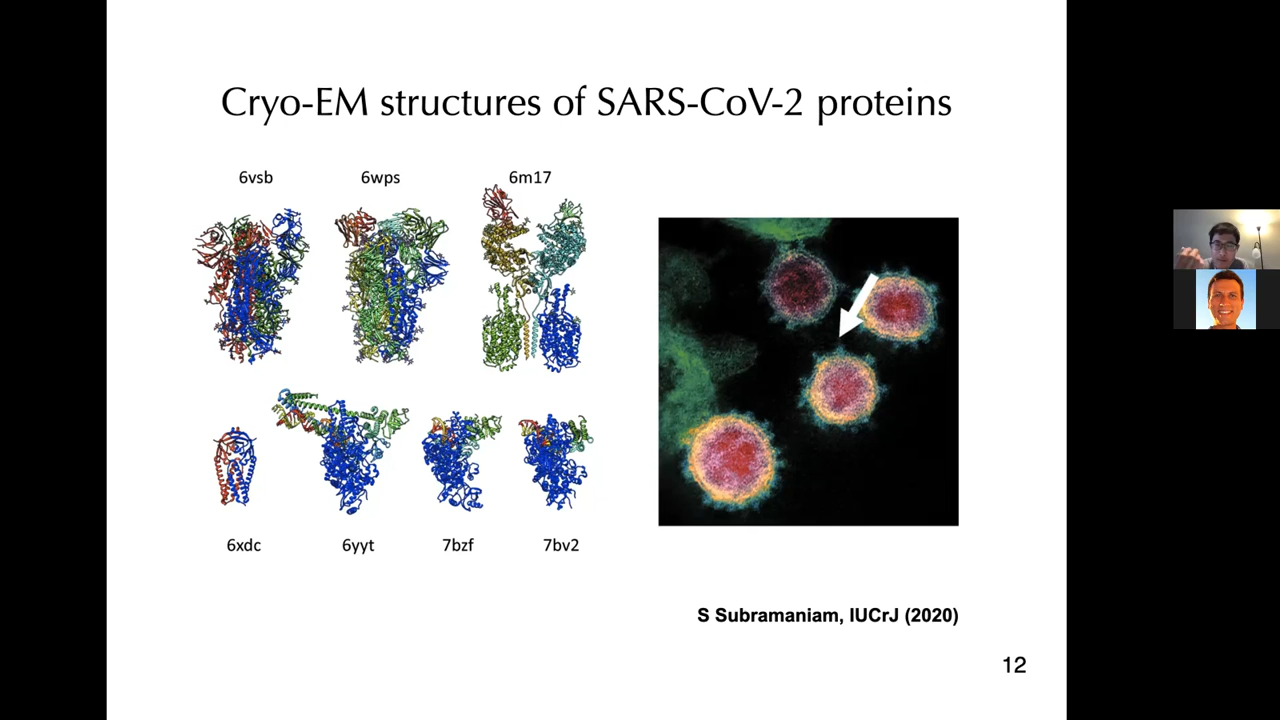 Cryo-EM structures of SARS-CoV-2 proteins
6vsb 6wps 6m17
6xdc 6yyt 7bzf 7bv2
S Subramaniam, IUCrJ (2020)
12